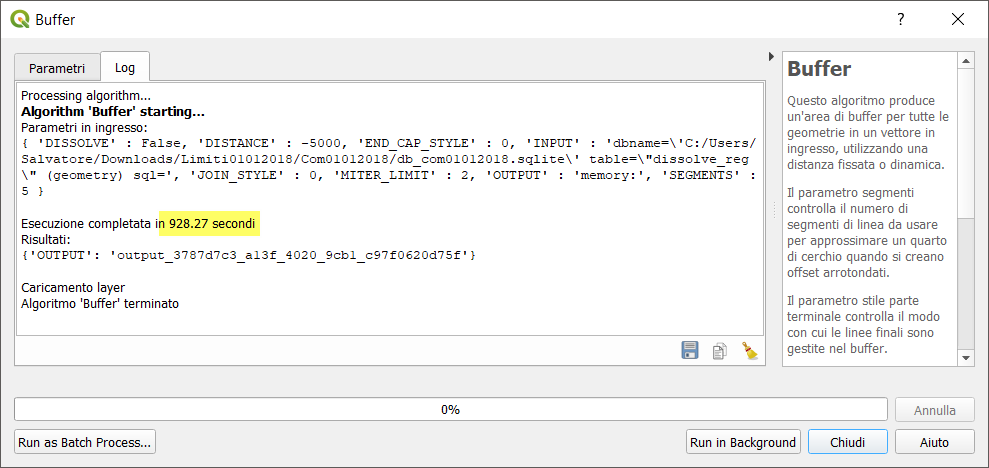 Buffer
?
Parametri
Log
Processing algorithm...
Algorithm 'Buffer' starting...
Parametri in ingresso:
{ 'DISSOLVE' : False, 'DISTANCE' : -5000, 'END_CAP_STYLE' : 0, 'INPUT' : 'dbname=\'C:/Users/
Salvatore/Downloads/Limiti01012018/Com01012018/db_com01012018.sqlite\' table=\"dissolve_reg
\" (geometry) sql=', 'JOIN_STYLE' : 0, 'MITER_LIMIT' : 2, 'OUTPUT' : 'memory:', 'SEGMENTS' :
5 }
Esecuzione completata in 928.27 secondi
Risultati:
{'OUTPUT': 'output_3787d7c3_a13f_4020_9cb1_c97f0620d75f'}
Caricamento layer
Algoritmo 'Buffer' terminato
Buffer
Questo algoritmo produce
un'area di buffer per tutte le
geometrie in un vettore in
ingresso, utilizzando una
distanza fissata o dinamica.
Il parametro segmenti
controlla il numero di
segmenti di linea da usare
per approssimare un quarto
di cerchio quando si creano
offset arrotondati.
Il parametro stile parte
terminale controlla il modo
con cui le linee finali sono
gestite nel buffer.
0%
Annulla
Run as Batch Process...
Run in Background
Chiudi
Aiuto